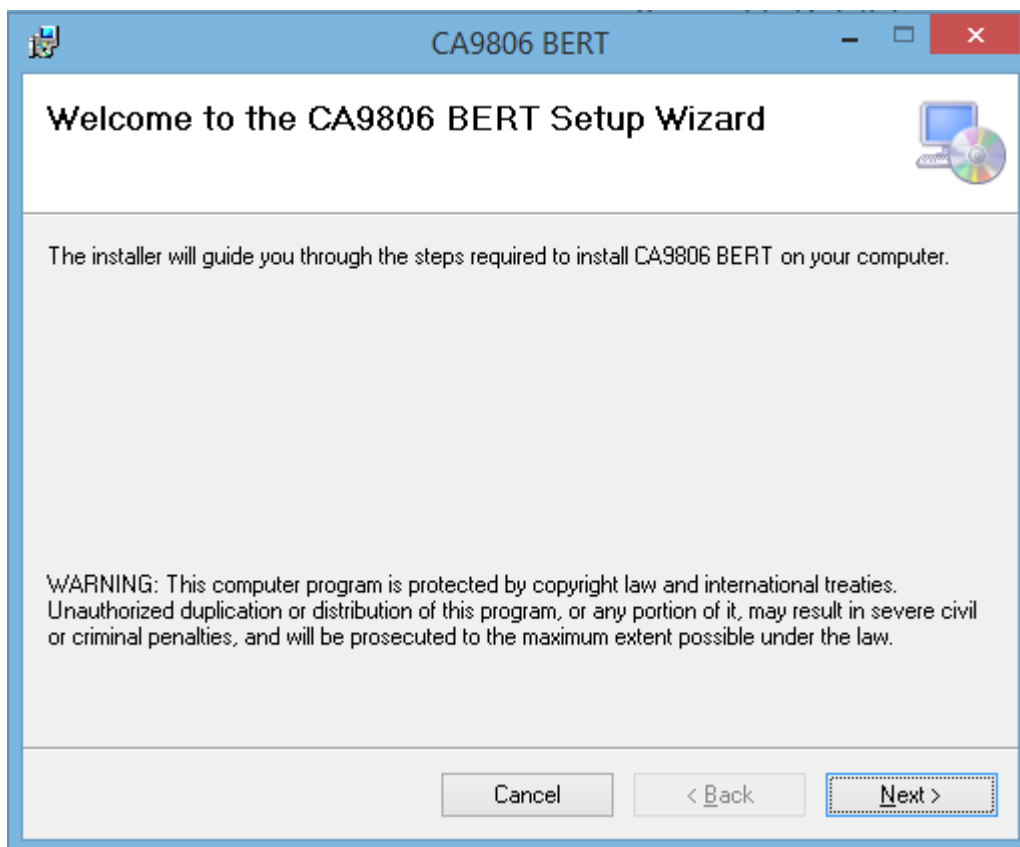 CA9806 BERT
Welcome to the CA9806 BERT Setup Wizard
The installer will guide you through the steps required to install CA9806 BERT on your computer.
WARNING: This computer program is protected by copyright law and international treaties.
Unauthorized duplication or distribution of this program, or any portion of it, may result in severe civil
or criminal penalties, and will be prosecuted to the maximum extent possible under the law.
Cancel
< Back
Next >